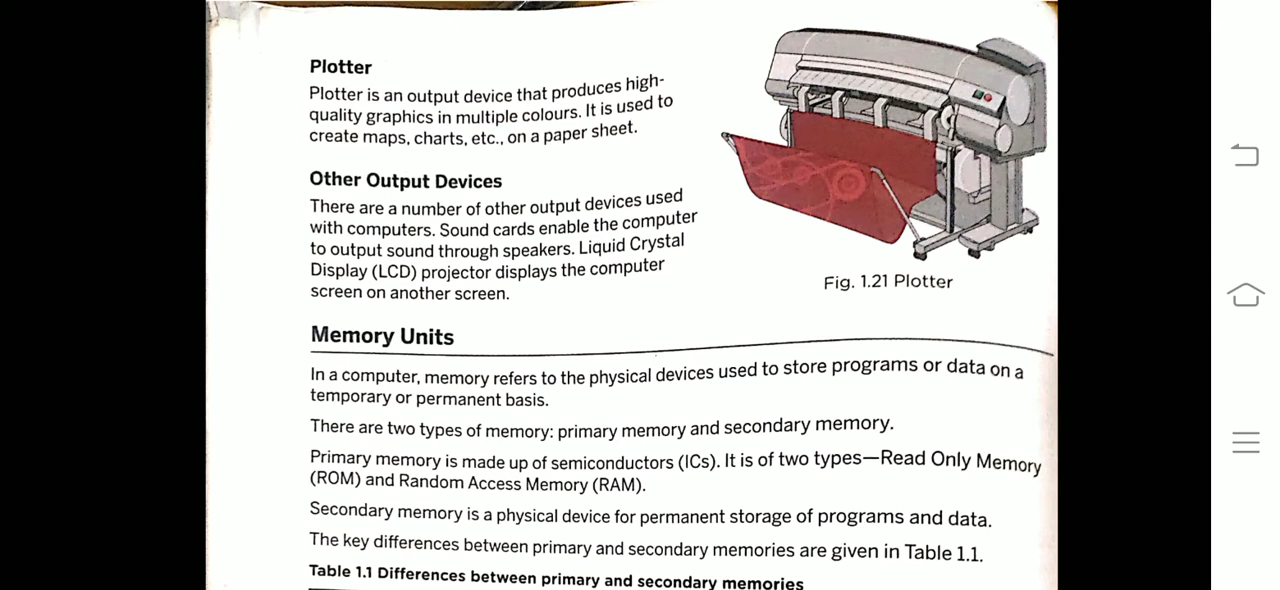 Plotter
Plotter is an output device that produces high-
quality graphics in multiple colours. It is used to
create maps, charts, etc., on a paper sheet.
Other Output Devices
There are a number of other output devices used
with computers. Sound cards enable the computer
to output sound through speakers. Liquid Crystal
Display (LCD) projector displays the computer
screen on another screen.
Fig. 1.21 Plotter
Memory Units
In a computer, memory refers to the physical devices used to store programs or data on a
temporary or permanent basis.
There are two types of memory: primary memory and secondary memory.
Primary memory is made up of semiconductors (ICs). It is of two types—Read Only Memory
(ROM) and Random Access Memory (RAM).
Secondary memory is a physical device for permanent storage of programs and data.
The key differences between primary and secondary memories are given in Table 1.1.
Table 1.1 Differences between primary and secondary memories